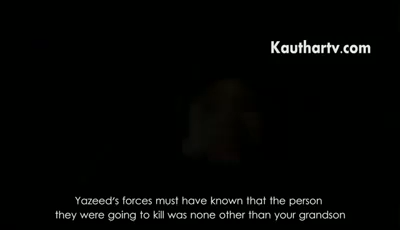 Kauthartv.com
Yazeed's forces must have known that the person
they were going to kill was none other than your grandson